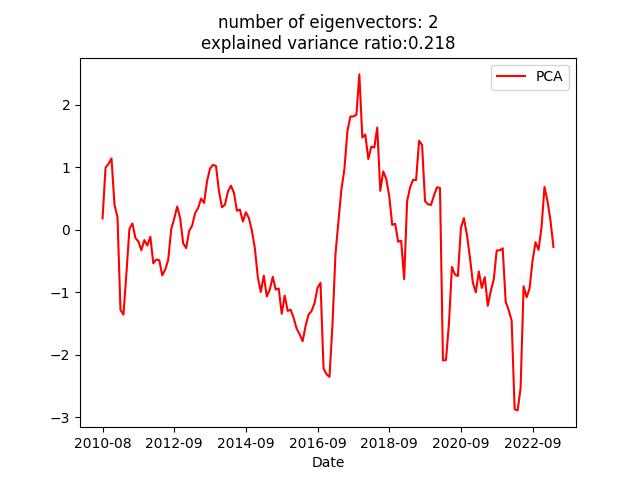 number of eigenvectors: 2
explained variance ratio:0.218
PCA
2
1
0
−1
−2
−3
2010-08 2012-09 2014-09 2016-09 2018-09 2020-09 2022-09
Date